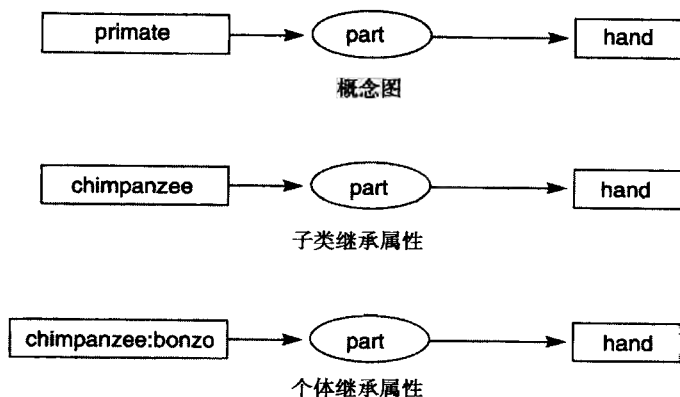 primate part hand
概念图
chimpanzee part hand
子类继承属性
chimpanzee:bonzo part hand
个体继承属性